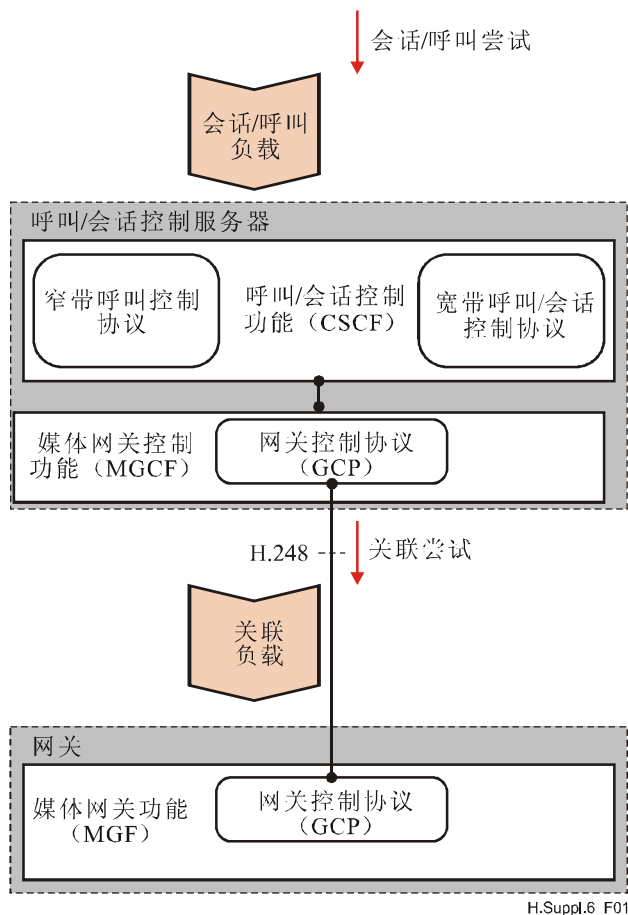 会话/呼叫尝试
会话/呼叫
负载
呼叫/会话控制服务器
窄带呼叫控制
协议
呼叫/会话控制
功能（CSCF）
宽带呼叫/会话
控制协议
媒体网关控制
功能（MGCF）
网关控制协议
（GCP）
H.248
关联尝试
关联
负载
网关
媒体网关功能
（MGF）
网关控制协议
（GCP）
H.Suppl.6_F01